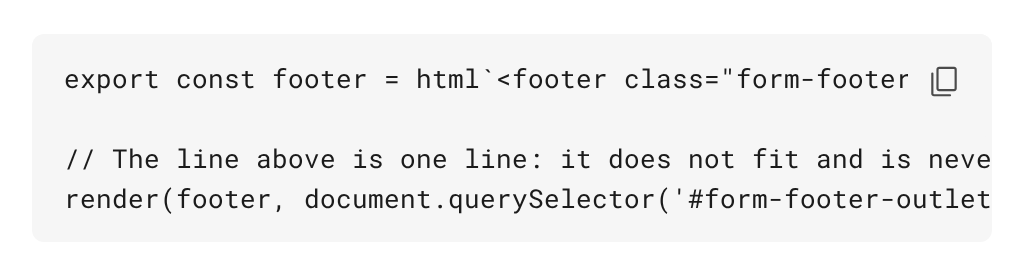 export const footer = html`<footer class="form-footer
// The line above is one line: it does not fit and is neve
render(footer, document.querySelector('#form-footer-outlet